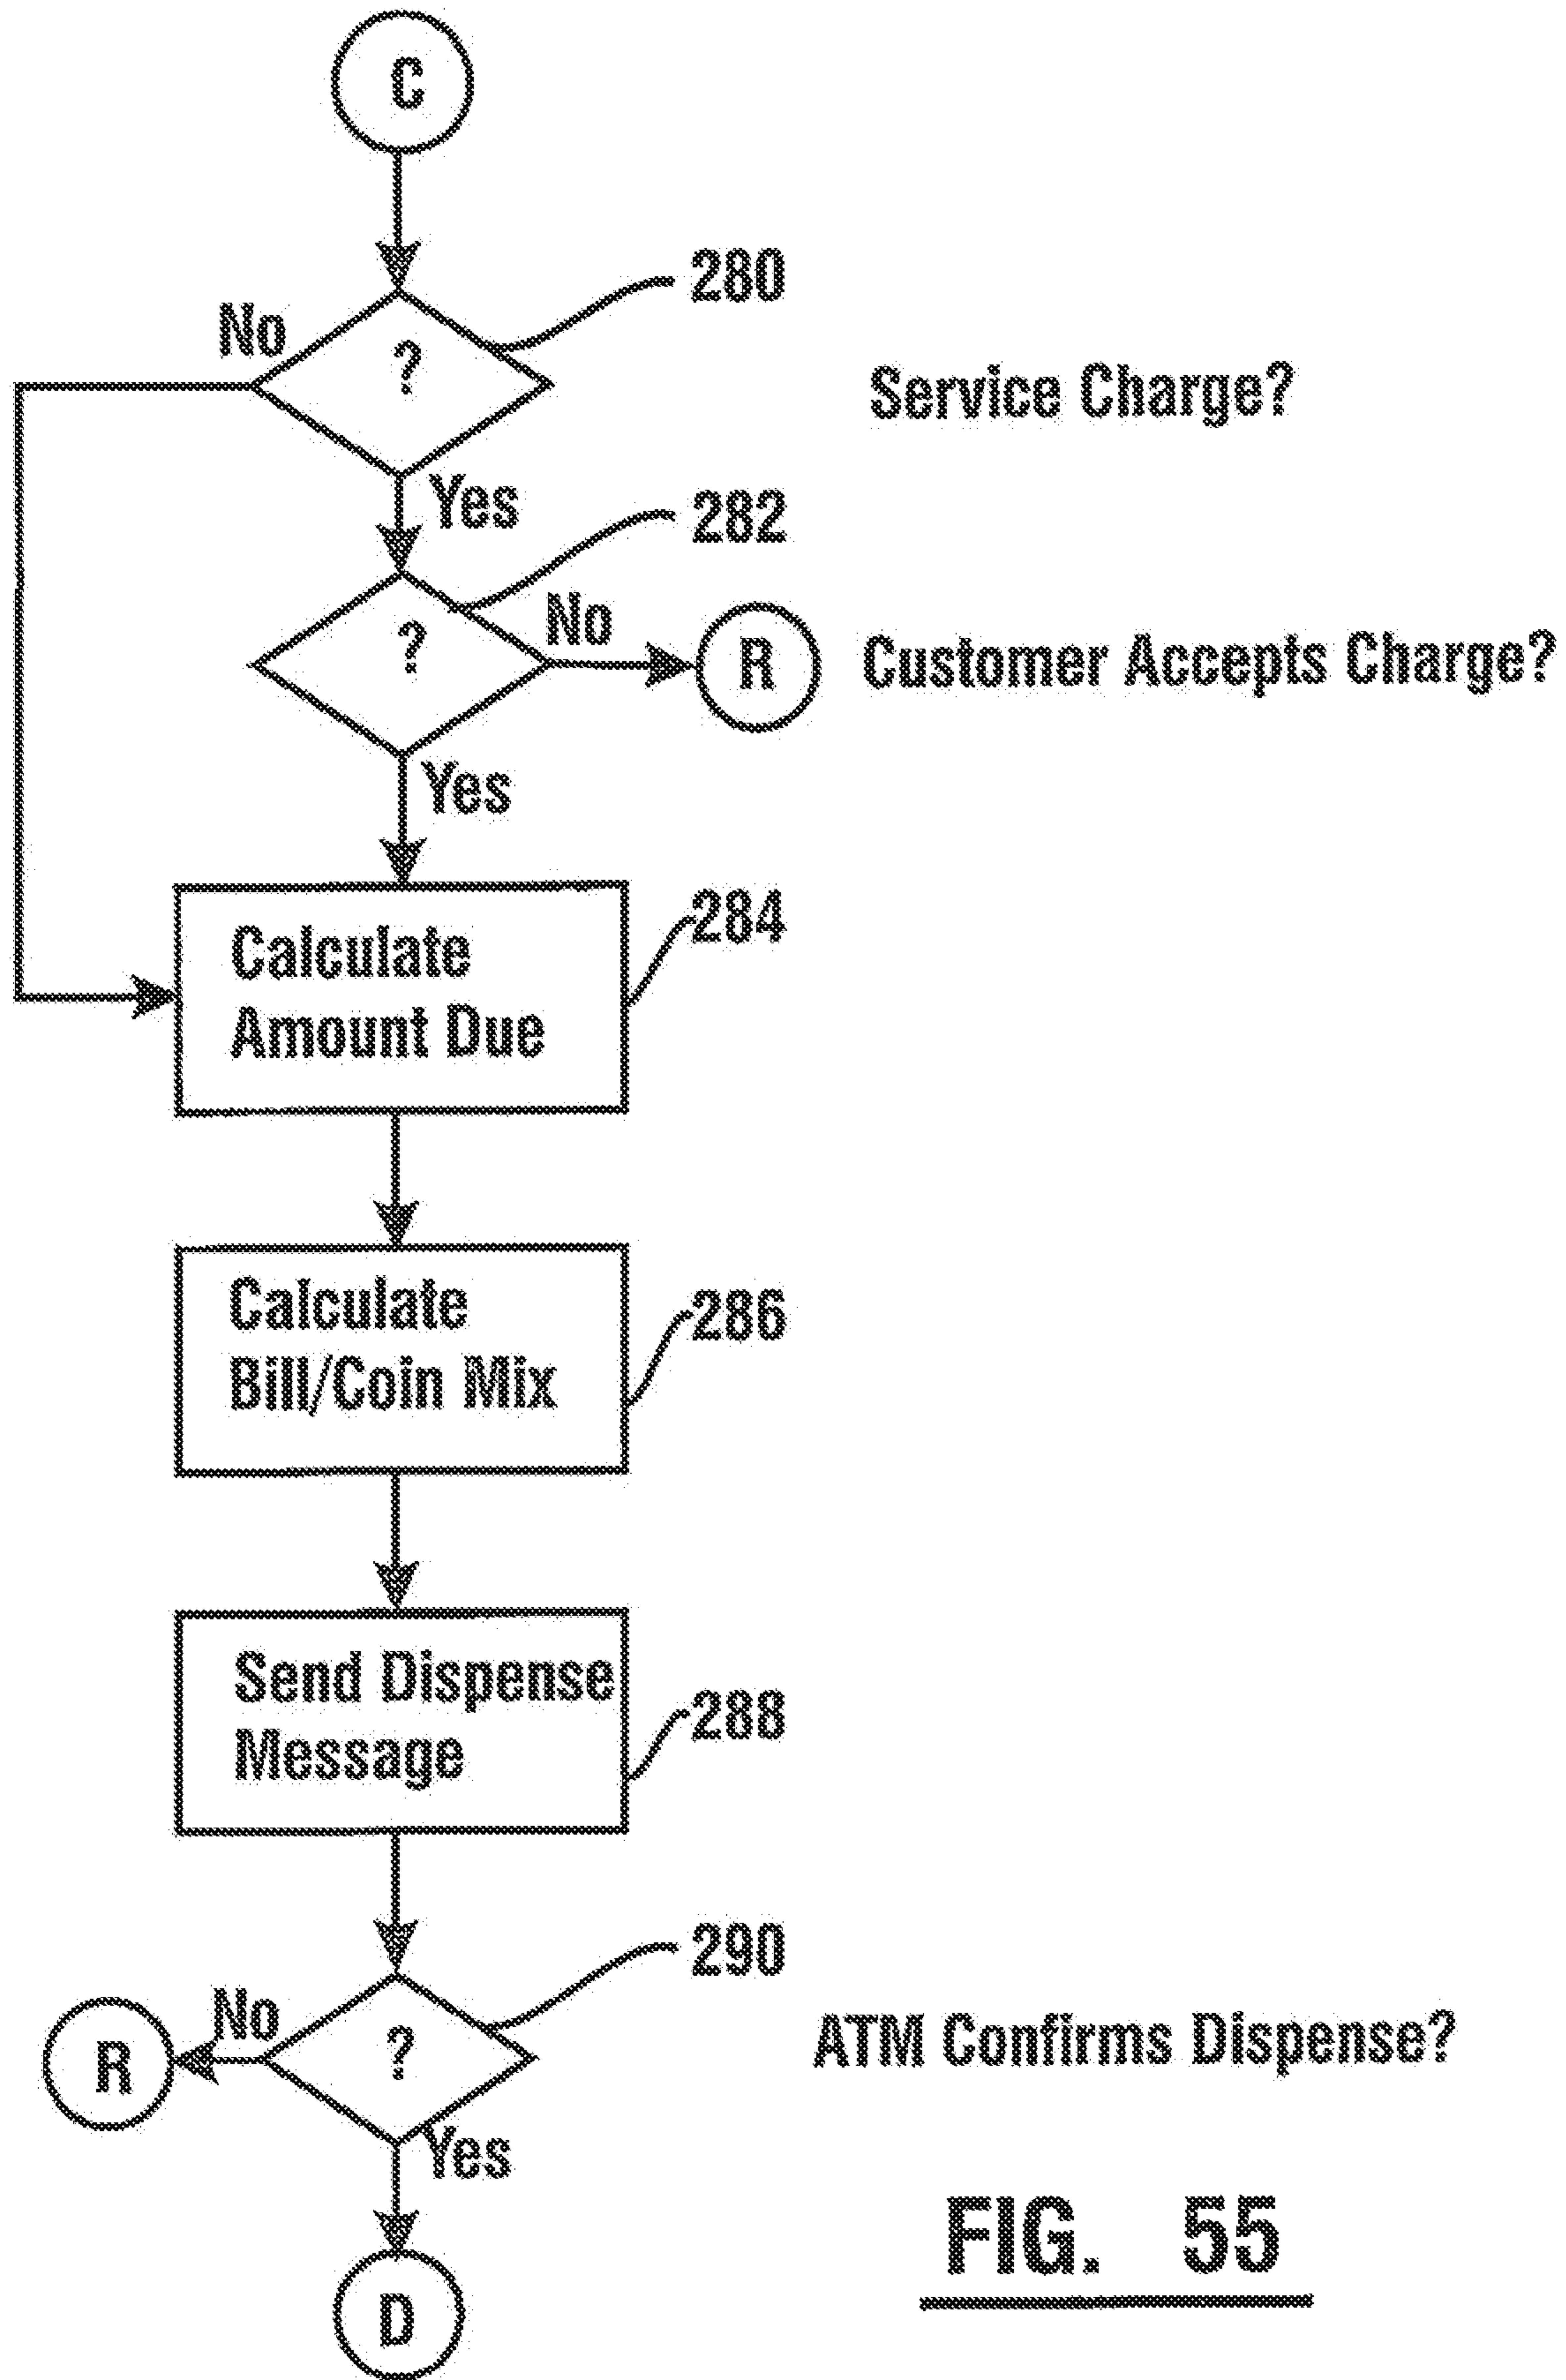 C
280
No
?
Service Charge?
Yes
282
No
?
R
Customer Accepts Charge?
Yes
284
Calculate
Amount Due
286
Calculate
Bill/Coin Mix
288
Send Dispense
Message
290
No
?
R
ATM Confirms Dispense?
Yes
D
FIG. 55